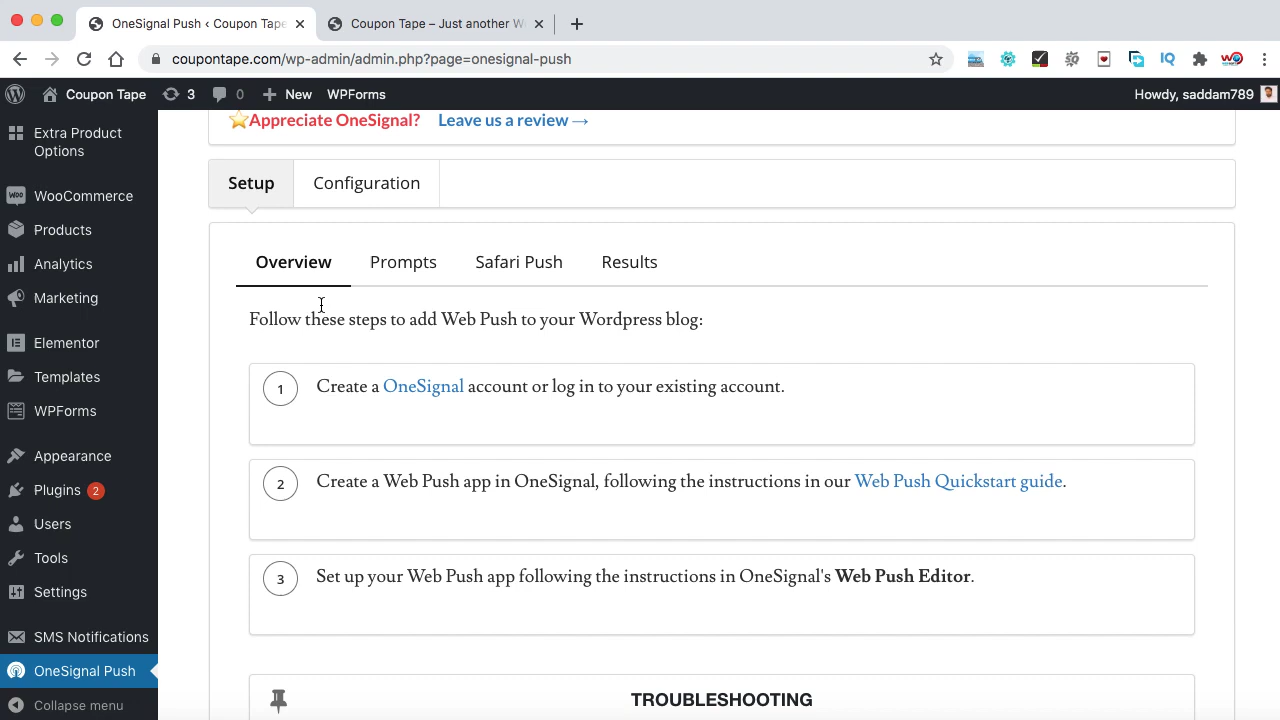 OneSignal Push ‹ Coupon Tape
Coupon Tape – Just another W
coupontape.com/wp-admin/admin.php?page=onesignal-push
IQ
Coupon Tape
3
0
New
WPForms
Howdy, saddam789
Extra Product
Options
WooCommerce
Products
Analytics
Marketing
Elementor
Templates
WPForms
Appearance
Plugins 2
Users
Tools
Settings
SMS Notifications
OneSignal Push
Collapse menu
Appreciate OneSignal? Leave us a review →
Setup
Configuration
Overview
Prompts
Safari Push
Results
Follow these steps to add Web Push to your Wordpress blog:
1 Create a OneSignal account or log in to your existing account.
2 Create a Web Push app in OneSignal, following the instructions in our Web Push Quickstart guide.
3 Set up your Web Push app following the instructions in OneSignal's Web Push Editor.
TROUBLESHOOTING